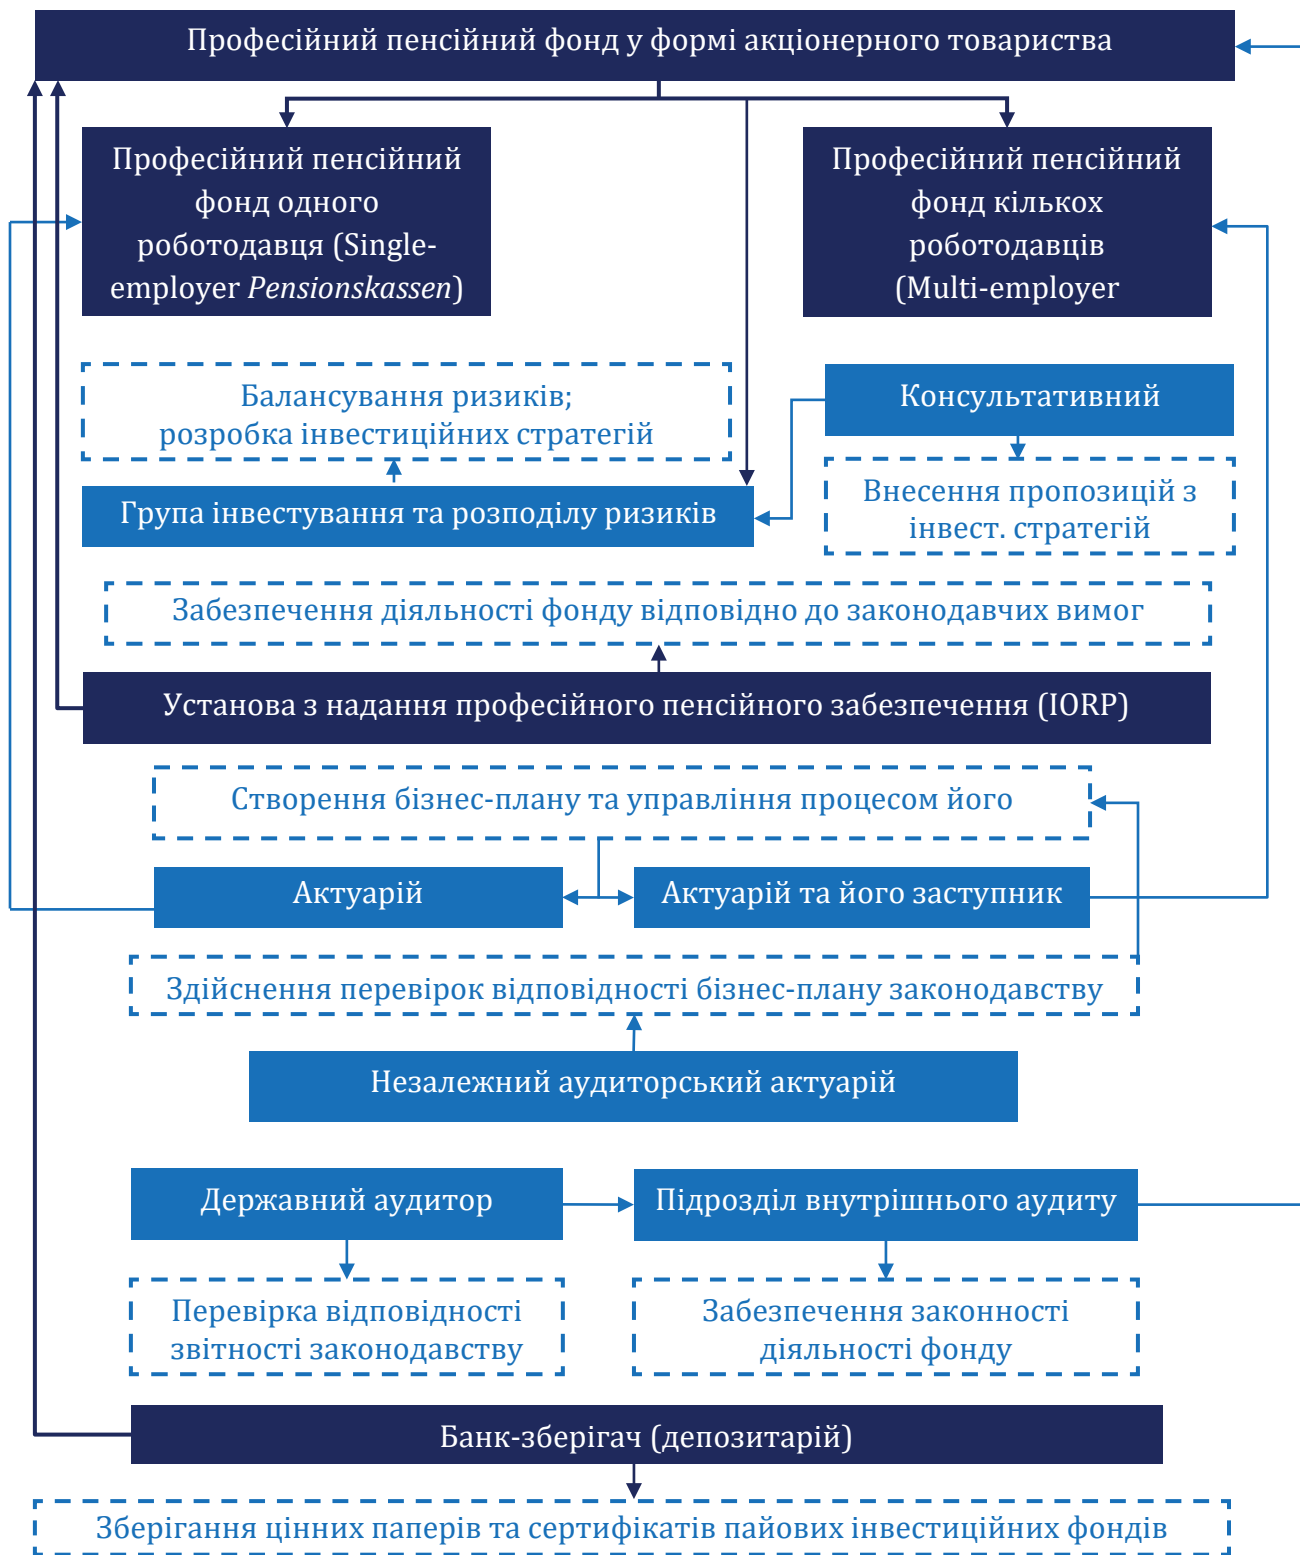 Професійний пенсійний фонд у формі акціонерного товариства
Професійний пенсійний
фонд одного
роботодавця (Single-
employer Pensionskassen)
Професійний пенсійний
фонд кількох
роботодавців
(Multi-employer
Балансування ризиків;
розробка інвестиційних стратегій
Консультативний
Група інвестування та розподілу ризиків
Внесення пропозицій з
інвест. стратегій
Забезпечення діяльності фонду відповідно до законодавчих вимог
Установа з надання професійного пенсійного забезпечення (IORP)
Створення бізнес-плану та управління процесом його
Актуарій
Актуарій та його заступник
Здійснення перевірок відповідності бізнес-плану законодавству
Незалежний аудиторський актуарій
Державний аудитор
Підрозділ внутрішнього аудиту
Перевірка відповідності
звітності законодавству
Забезпечення законності
діяльності фонду
Банк-зберігач (депозитарій)
Зберігання цінних паперів та сертифікатів пайових інвестиційних фондів